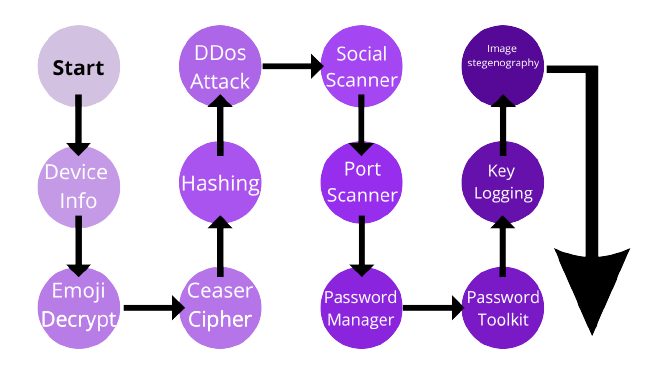 Start
Device
Info
Emoji
Decrypt
Ceaser
Cipher
Hashing
DDos
Attack
Social
Scanner
Port
Scanner
Password
Manager
Password
Toolkit
Key
Logging
Image
stegenography